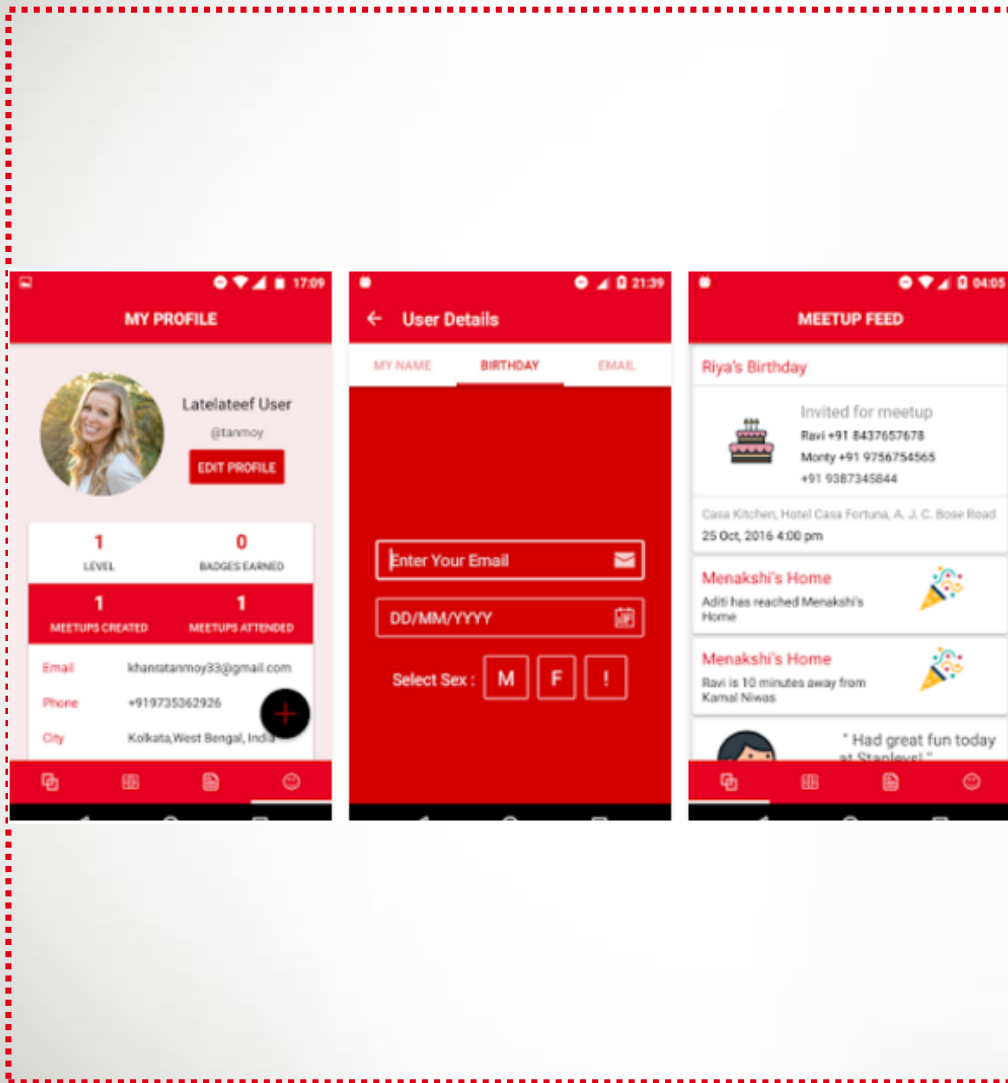 17:09
MY PROFILE
Latelateef User
@tanmoy
EDIT PROFILE
1
LEVEL
0
BADGES EARNED
1
MEETUPS CREATED
1
MEETUPS ATTENDED
Email khanratanmoy33@gmail.com
Phone +919735362926
City Kolkata,West Bengal, India
21:39
User Details
MY NAME BIRTHDAY EMAIL
Enter Your Email
DD/MM/YYYY
Select Sex : M F !
04:05
MEETUP FEED
Riya's Birthday
Invited for meetup
Ravi +91 8437657678
Monty +91 9756754565
+91 9387345844
Casa Kitchen, Hotel Casa Fortuna, A. J. C. Bose Road
25 Oct, 2016 4:00 pm
Menakshi's Home
Aditi has reached Menakshi's
Home
Menakshi's Home
Ravi is 10 minutes away from
Kamal Niwas
" Had great fun today
at Stanleys! "